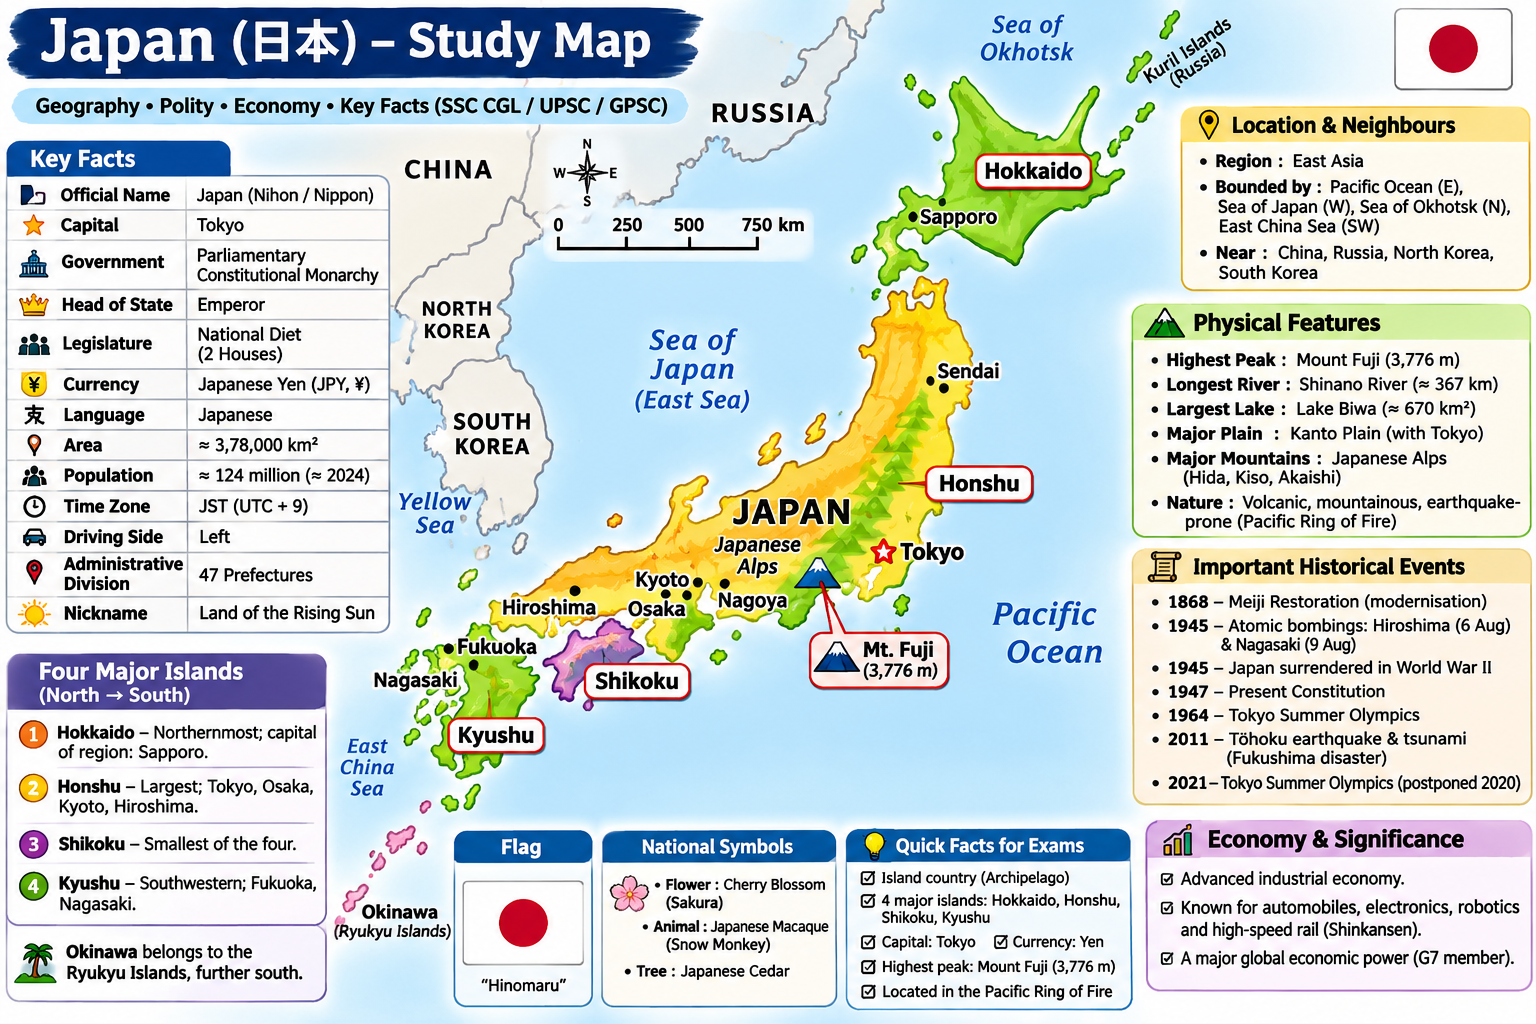 Japan (日本) – Study Map
Geography • Polity • Economy • Key Facts (SSC CGL / UPSC / GPSC)
Key Facts
Official Name Japan (Nihon / Nippon)
Capital Tokyo
Government Parliamentary
Constitutional Monarchy
Head of State Emperor
Legislature National Diet
(2 Houses)
¥ Currency Japanese Yen (JPY, ¥)
Language Japanese
Area ≈ 3,78,000 km²
Population ≈ 124 million (≈ 2024)
Time Zone JST (UTC + 9)
Driving Side Left
Administrative
Division 47 Prefectures
Nickname Land of the Rising Sun
Four Major Islands
(North → South)
1 Hokkaido – Northernmost; capital
of region: Sapporo.
2 Honshu – Largest; Tokyo, Osaka,
Kyoto, Hiroshima.
3 Shikoku – Smallest of the four.
4 Kyushu – Southwestern; Fukuoka,
Nagasaki.
Okinawa belongs to the
Ryukyu Islands, further south.
CHINA
RUSSIA
N
W E
S
0 250 500 750 km
NORTH
KOREA
SOUTH
KOREA
Yellow
Sea
Sea of
Japan
(East Sea)
Sea of
Okhotsk
Kuril Islands
(Russia)
Hokkaido
Sapporo
Sendai
Honshu
JAPAN
Japanese
Alps
Tokyo
Kyoto
Osaka
Nagoya
Hiroshima
Mt. Fuji
(3,776 m)
Pacific
Ocean
Fukuoka
Nagasaki
Shikoku
Kyushu
East
China
Sea
Okinawa
(Ryukyu Islands)
Flag
“Hinomaru”
National Symbols
• Flower : Cherry Blossom
(Sakura)
• Animal : Japanese Macaque
(Snow Monkey)
• Tree : Japanese Cedar
Quick Facts for Exams
Island country (Archipelago)
4 major islands: Hokkaido, Honshu,
Shikoku, Kyushu
Capital: Tokyo Currency: Yen
Highest peak: Mount Fuji (3,776 m)
Located in the Pacific Ring of Fire
Location & Neighbours
• Region : East Asia
• Bounded by : Pacific Ocean (E),
Sea of Japan (W), Sea of Okhotsk (N),
East China Sea (SW)
• Near : China, Russia, North Korea,
South Korea
Physical Features
• Highest Peak : Mount Fuji (3,776 m)
• Longest River : Shinano River (≈ 367 km)
• Largest Lake : Lake Biwa (≈ 670 km²)
• Major Plain : Kanto Plain (with Tokyo)
• Major Mountains : Japanese Alps
(Hida, Kiso, Akaishi)
• Nature : Volcanic, mountainous, earthquake-
prone (Pacific Ring of Fire)
Important Historical Events
• 1868 – Meiji Restoration (modernisation)
• 1945 – Atomic bombings: Hiroshima (6 Aug)
& Nagasaki (9 Aug)
• 1945 – Japan surrendered in World War II
• 1947 – Present Constitution
• 1964 – Tokyo Summer Olympics
• 2011 – Tōhoku earthquake & tsunami
(Fukushima disaster)
• 2021 – Tokyo Summer Olympics (postponed 2020)
Economy & Significance
Advanced industrial economy.
Known for automobiles, electronics, robotics
and high-speed rail (Shinkansen).
A major global economic power (G7 member).